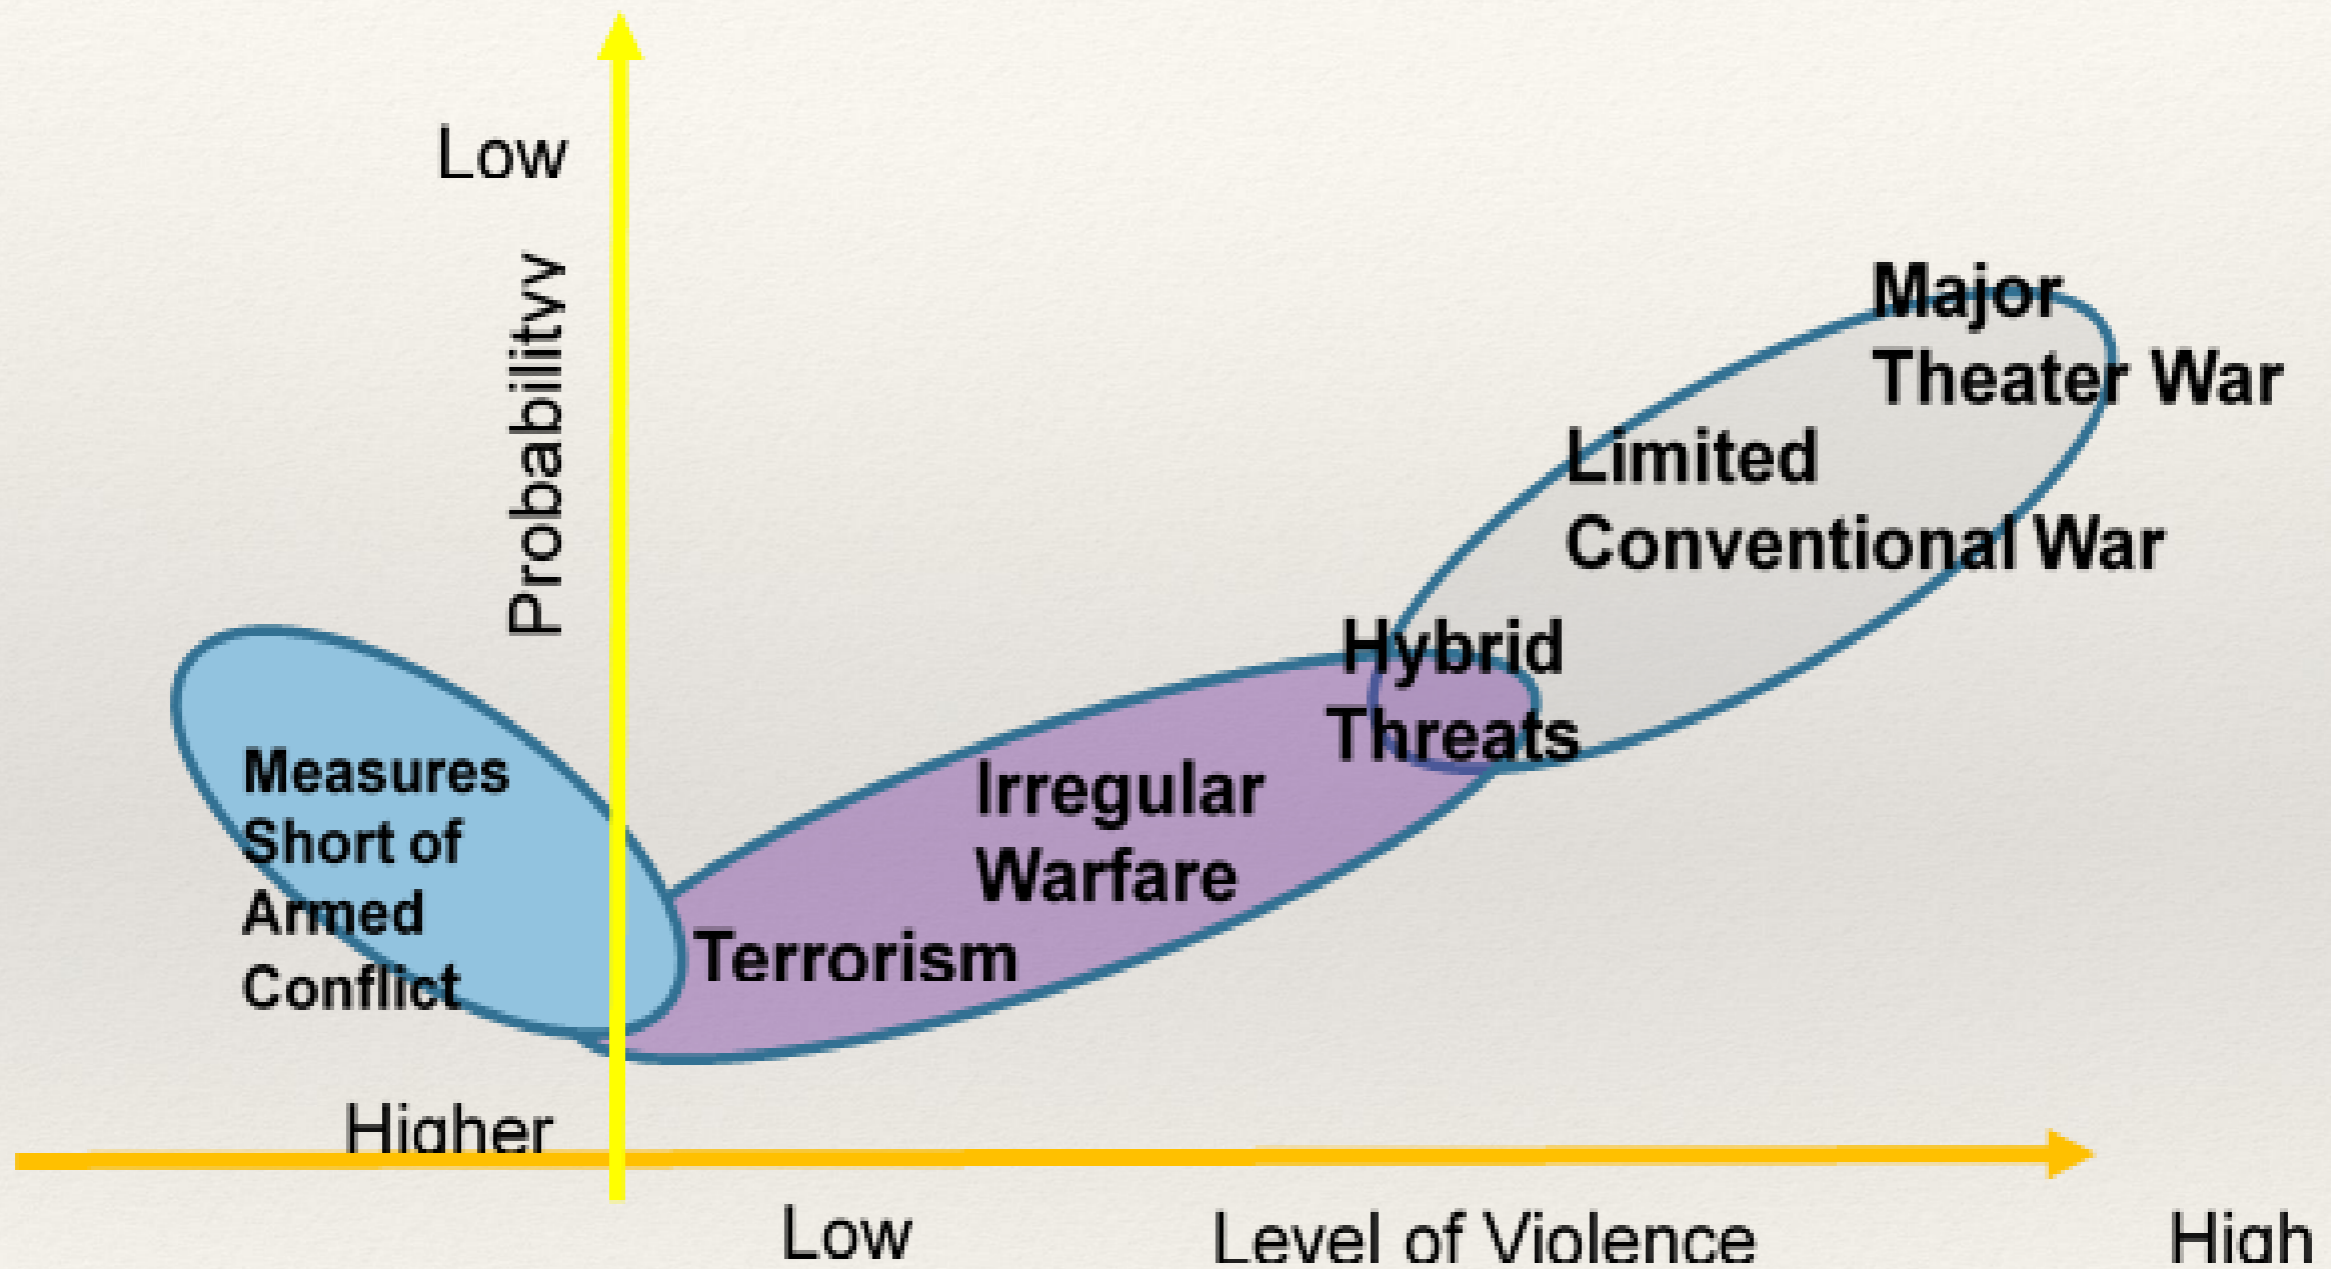 Low
Probabilityy
Major
Theater War
Limited
Conventional War
Hybrid
Threats
Measures
Short of
Armed
Conflict
Irregular
Warfare
Terrorism
Higher
Low
Level of Violence
High